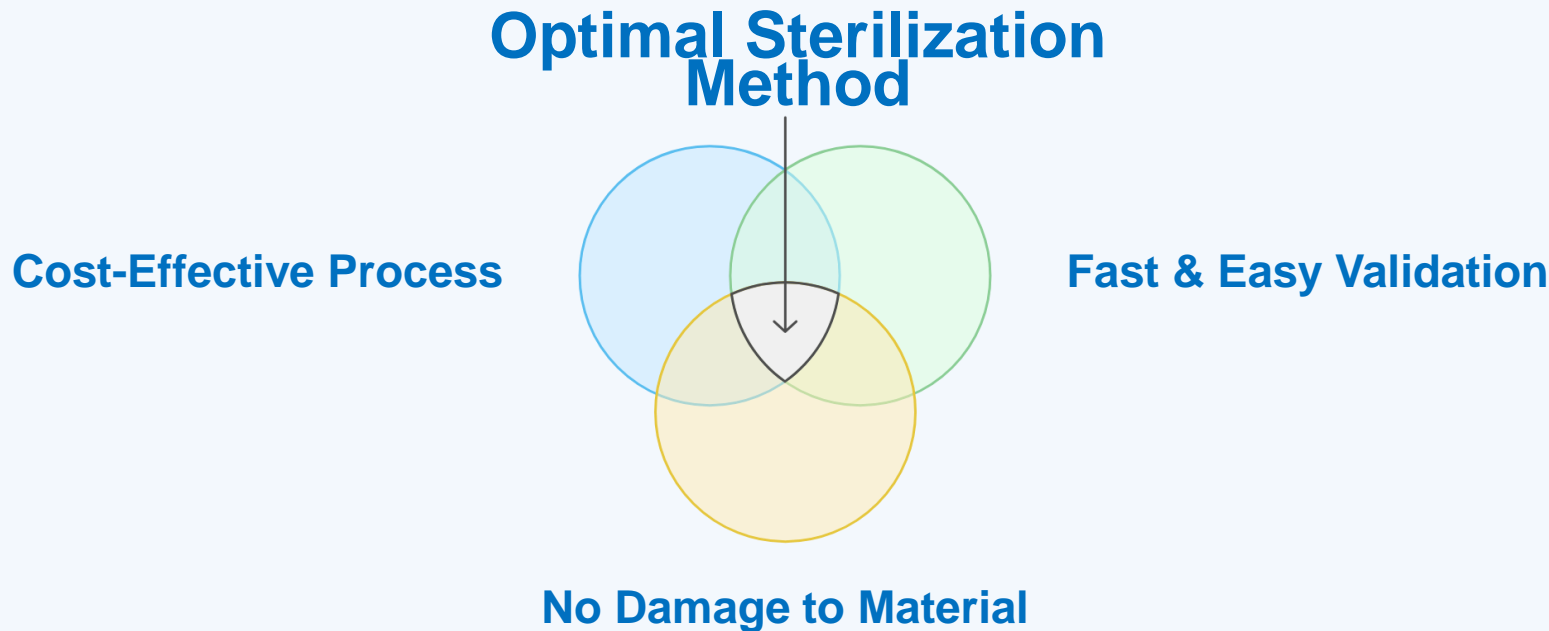 Optimal Sterilization
Method
Cost-Effective Process
Fast & Easy Validation
No Damage to Material